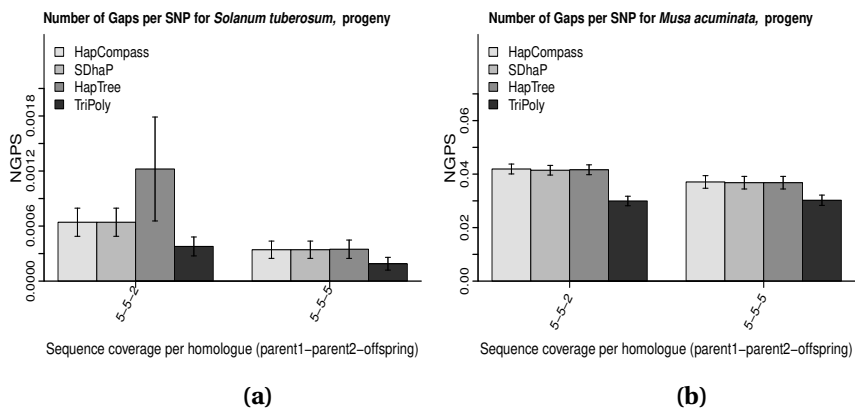 Number of Gaps per SNP for Solanum tuberosum, progeny
HapCompass
SDhaP
HapTree
TriPoly
NGPS
0.0018
0.0012
0.0006
0.0000
5−5−2
5−5−5
Sequence coverage per homologue (parent1−parent2−offspring)
(a)
Number of Gaps per SNP for Musa acuminata, progeny
HapCompass
SDhaP
HapTree
TriPoly
NGPS
0.06
0.04
0.02
0.00
5−5−2
5−5−5
Sequence coverage per homologue (parent1−parent2−offspring)
(b)